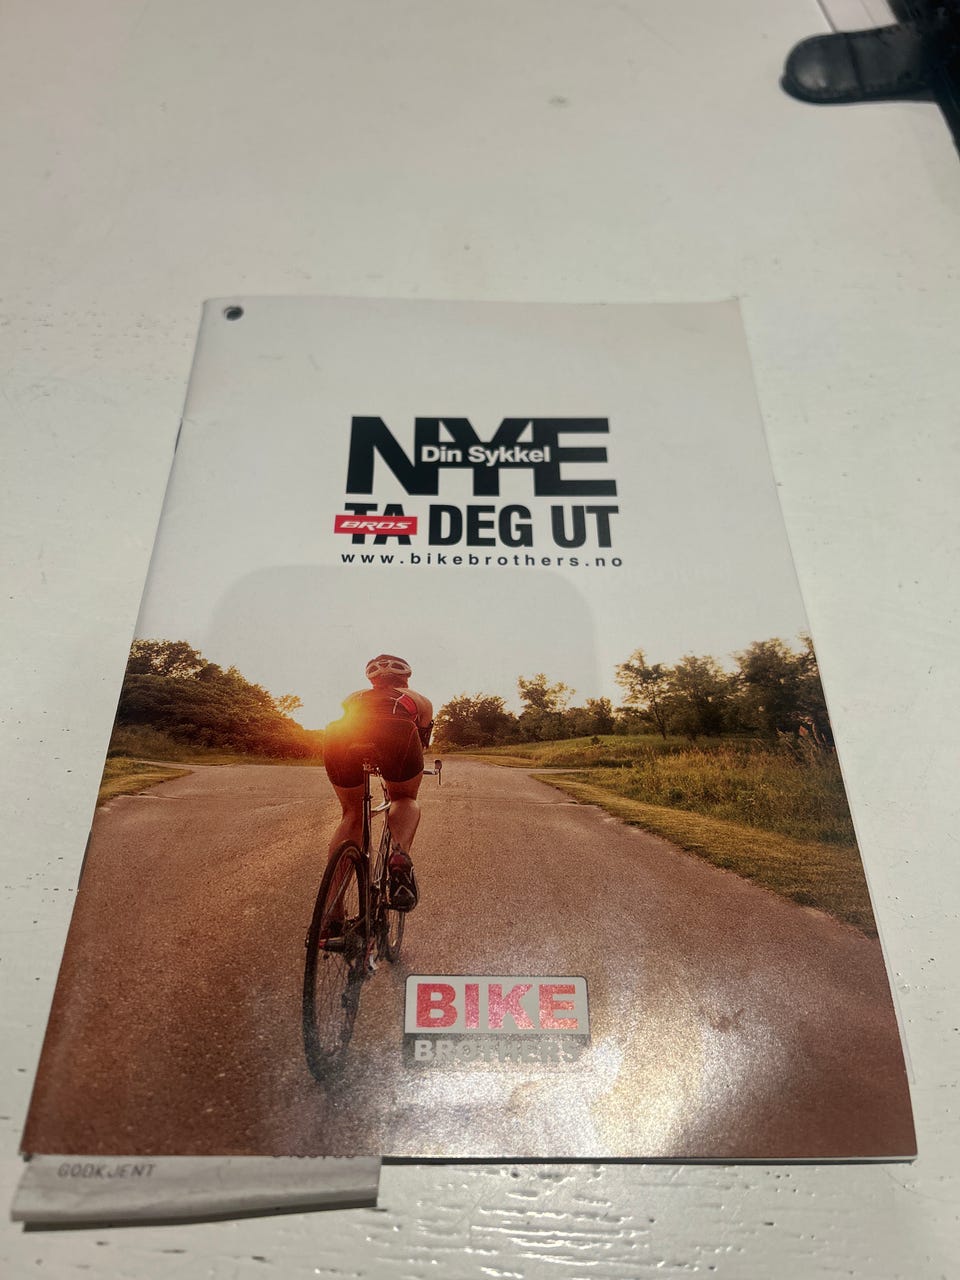 NYE
Din Sykkel
TA DEG UT
BROS
www.bikebrothers.no
BIKE
BROTHERS
GODKJENT